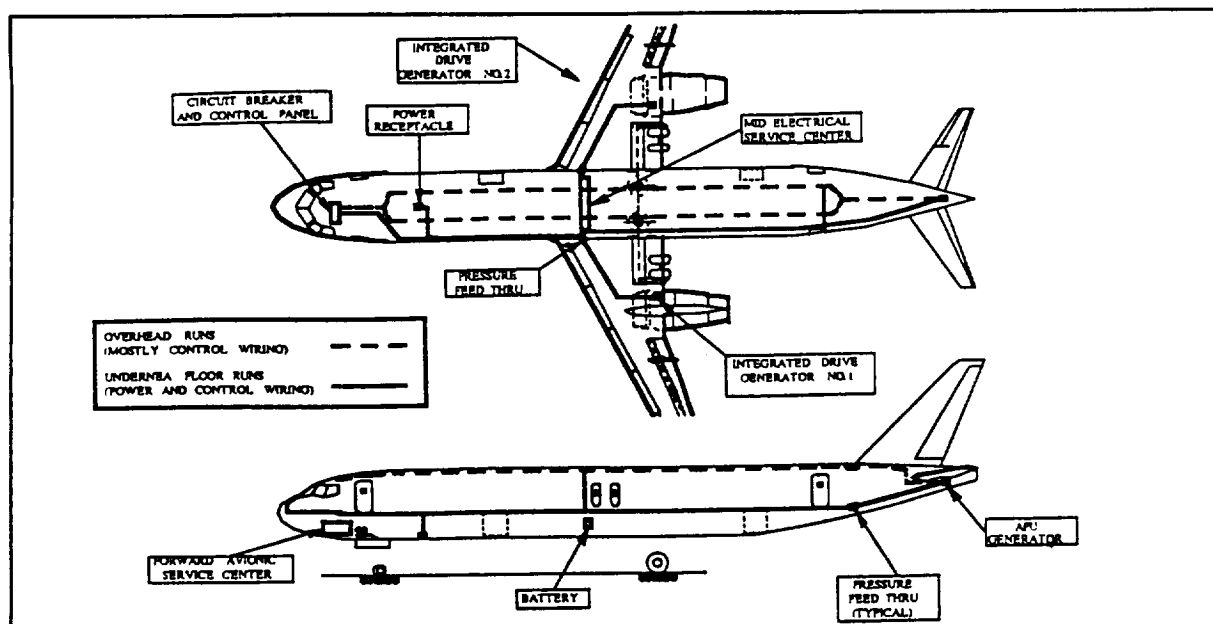 INTEGRATED
DRIVE
GENERATOR NO.2
CIRCUIT BREAKER
AND CONTROL PANEL
POWER
RECEPTACLE
MID ELECTRICAL
SERVICE CENTER
PRESSURE
FEED THRU
OVERHEAD RUNS
(MOSTLY CONTROL WIRING)
UNDERNEA FLOOR RUNS
(POWER AND CONTROL WIRING)
INTEGRATED DRIVE
GENERATOR NO.1
FORWARD AVIONIC
SERVICE CENTER
BATTERY
APU
GENERATOR
PRESSURE
FEED THRU
(TYPICAL)